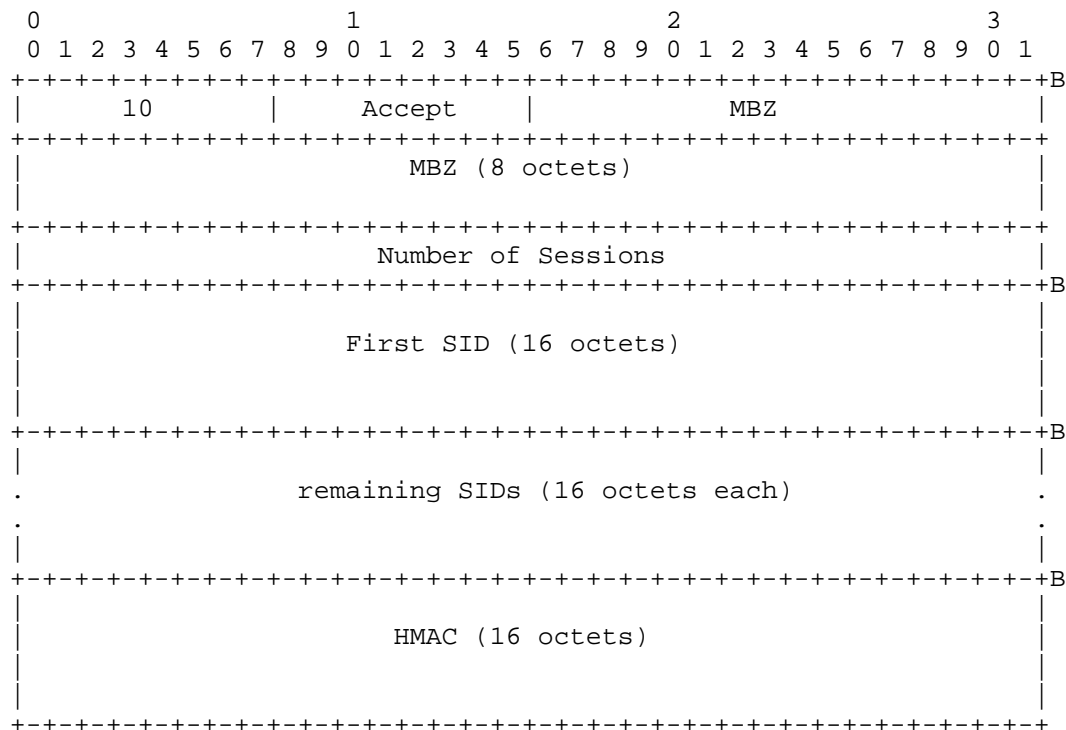 0                   1                   2                   3
 0 1 2 3 4 5 6 7 8 9 0 1 2 3 4 5 6 7 8 9 0 1 2 3 4 5 6 7 8 9 0 1
+-+-+-+-+-+-+-+-+-+-+-+-+-+-+-+-+-+-+-+-+-+-+-+-+-+-+-+-+-+-+-+-+B
|      10       |     Accept    |            MBZ                |
+-+-+-+-+-+-+-+-+-+-+-+-+-+-+-+-+-+-+-+-+-+-+-+-+-+-+-+-+-+-+-+-+
|                        MBZ (8 octets)                         |
|                                                               |
+-+-+-+-+-+-+-+-+-+-+-+-+-+-+-+-+-+-+-+-+-+-+-+-+-+-+-+-+-+-+-+-+
|                      Number of Sessions                       |
+-+-+-+-+-+-+-+-+-+-+-+-+-+-+-+-+-+-+-+-+-+-+-+-+-+-+-+-+-+-+-+-+B
|                                                               |
|                    First SID (16 octets)                      |
|                                                               |
|                                                               |
+-+-+-+-+-+-+-+-+-+-+-+-+-+-+-+-+-+-+-+-+-+-+-+-+-+-+-+-+-+-+-+-+B
|                                                               |
.                 remaining SIDs (16 octets each)               .
.                                                               .
|                                                               |
+-+-+-+-+-+-+-+-+-+-+-+-+-+-+-+-+-+-+-+-+-+-+-+-+-+-+-+-+-+-+-+-+B
|                                                               |
|                       HMAC (16 octets)                        |
|                                                               |
|                                                               |
+-+-+-+-+-+-+-+-+-+-+-+-+-+-+-+-+-+-+-+-+-+-+-+-+-+-+-+-+-+-+-+-+